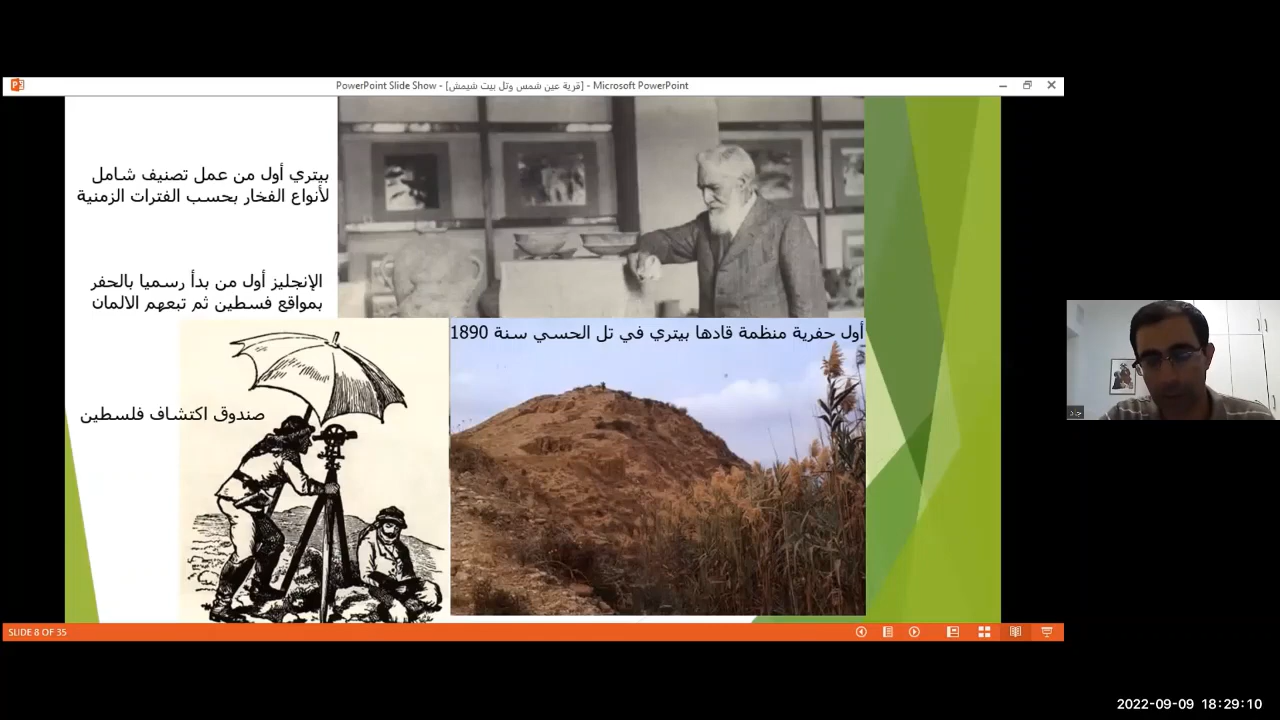 PowerPoint Slide Show - [قرية عين شمس وتل بيت شيمش] - Microsoft PowerPoint
بيتري أول من عمل تصنيف شامل
لأنواع الفخار بحسب الفترات الزمنية
الإنجليز أول من بدأ رسميا بالحفر
بمواقع فسطين ثم تبعهم الالمان
أول حفرية منظمة قادها بيتري في تل الحسي سنة 1890
صندوق اكتشاف فلسطين
جاد
SLIDE 8 OF 35
2022-09-09 18:29:10